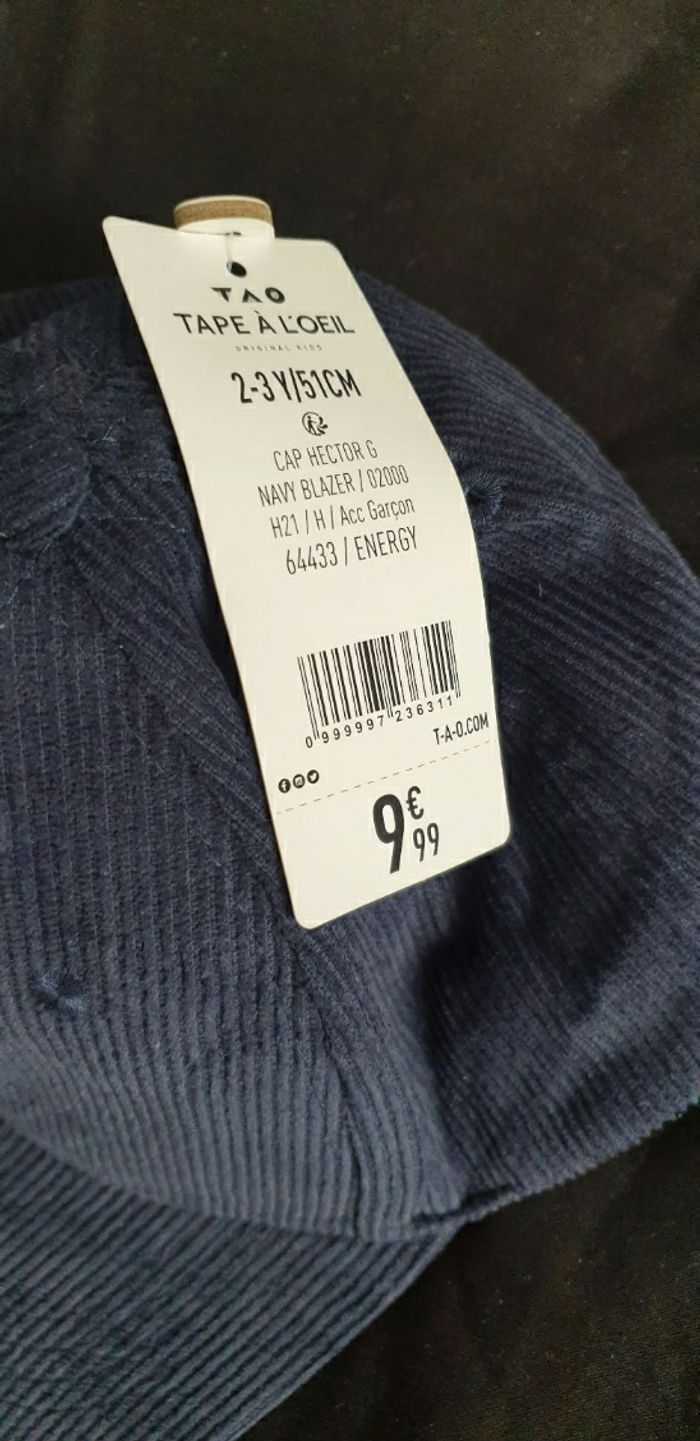 TAO
TAPE À L'OEIL
ORIGINAL KIDS
2-3 Y/51CM
CAP HECTOR G
NAVY BLAZER / 02000
H21 / H / Acc Garçon
64433 / ENERGY
0 999997 236311
T-A-O.COM
9€99